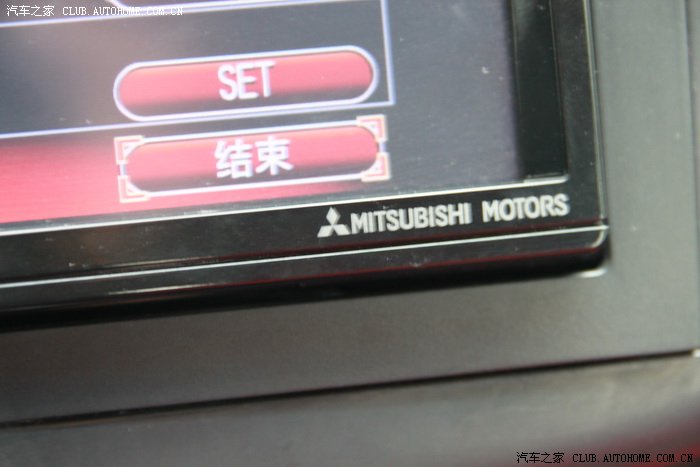 汽车之家 CLUB.AUTOHOME.COM.CN
SET
结束
MITSUBISHI MOTORS
汽车之家 CLUB.AUTOHOME.COM.CN